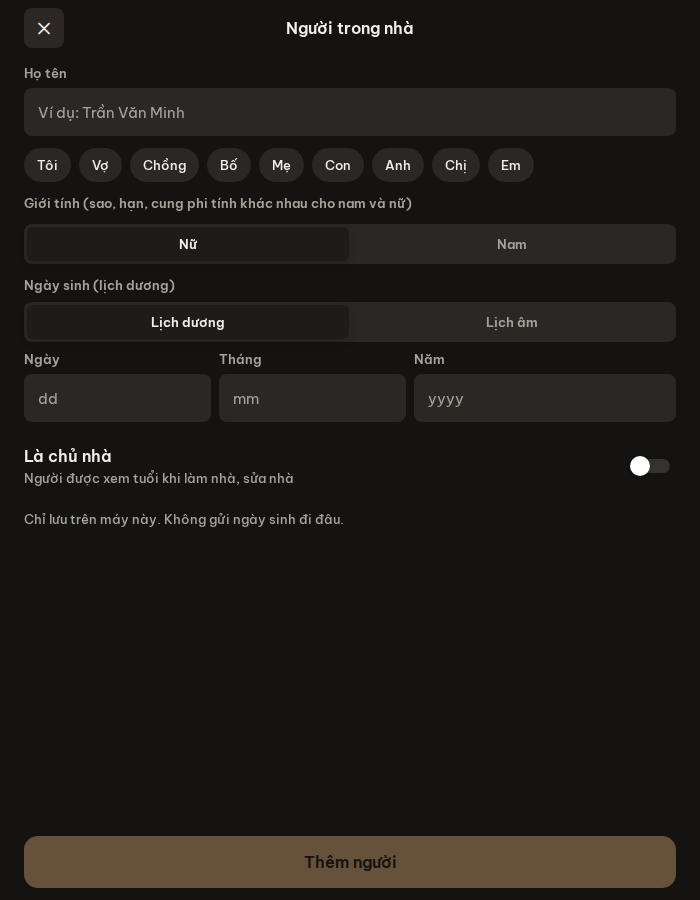 Người trong nhà
Họ tên
Ví dụ: Trần Văn Minh
Tôi Vợ Chồng Bố Mẹ Con Anh Chị Em
Giới tính (sao, hạn, cung phi tính khác nhau cho nam và nữ)
Nữ Nam
Ngày sinh (lịch dương)
Lịch dương Lịch âm
Ngày Tháng Năm
dd mm yyyy
Là chủ nhà
Người được xem tuổi khi làm nhà, sửa nhà
Chỉ lưu trên máy này. Không gửi ngày sinh đi đâu.
Thêm người